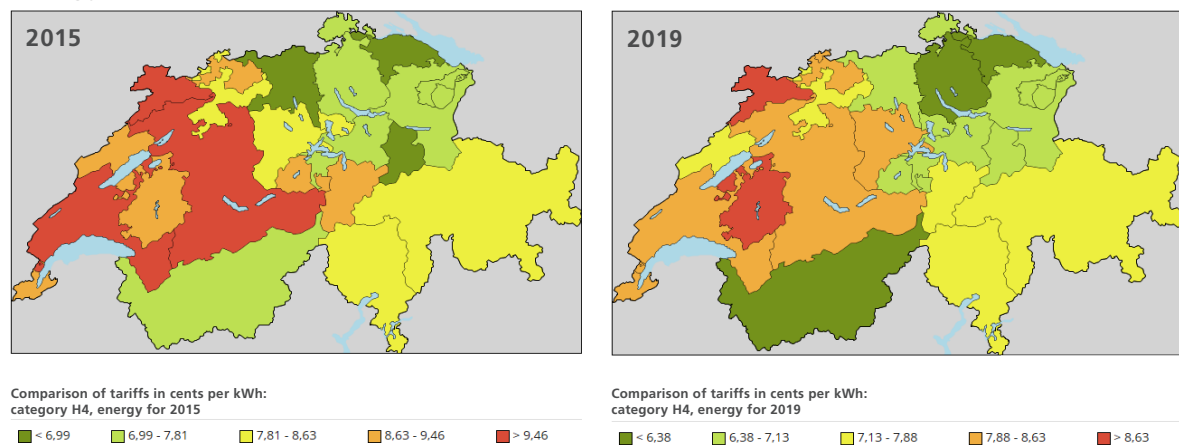 2015
2019
Comparison of tariffs in cents per kWh:
category H4, energy for 2015
< 6,99 6,99 - 7,81 7,81 - 8,63 8,63 - 9,46 > 9,46
Comparison of tariffs in cents per kWh:
category H4, energy for 2019
< 6,38 6,38 - 7,13 7,13 - 7,88 7,88 - 8,63 > 8,63